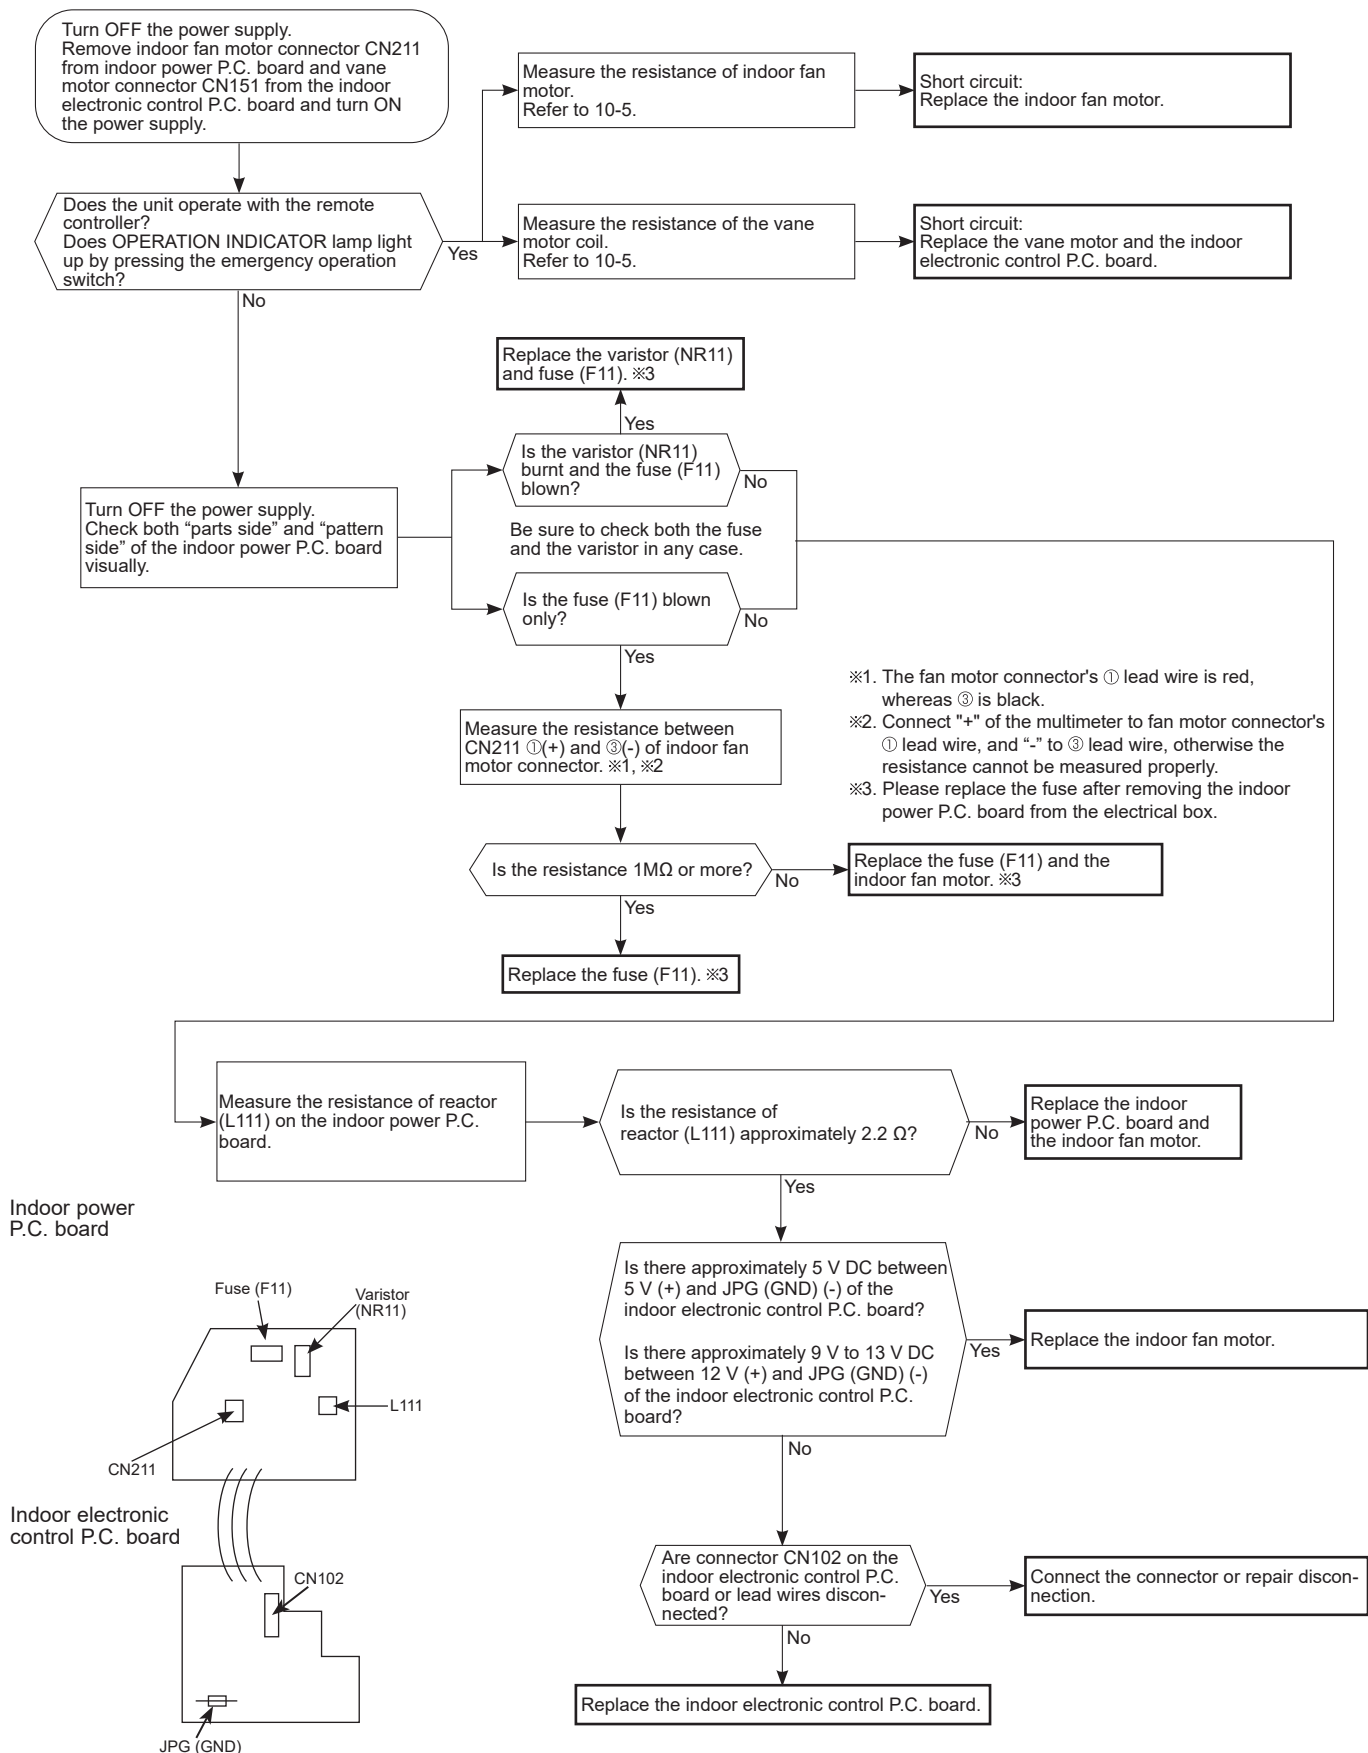 Turn OFF the power supply.
Remove indoor fan motor connector CN211
from indoor power P.C. board and vane
motor connector CN151 from the indoor
electronic control P.C. board and turn ON
the power supply.
Measure the resistance of indoor fan
motor.
Refer to 10-5.
Short circuit:
Replace the indoor fan motor.
Does the unit operate with the remote
controller?
Does OPERATION INDICATOR lamp light
up by pressing the emergency operation
switch?
Yes
Measure the resistance of the vane
motor coil.
Refer to 10-5.
Short circuit:
Replace the vane motor and the indoor
electronic control P.C. board.
No
Replace the varistor (NR11)
and fuse (F11). ※3
Yes
Is the varistor (NR11)
burnt and the fuse (F11)
blown?
No
Turn OFF the power supply.
Check both “parts side” and “pattern
side” of the indoor power P.C. board
visually.
Be sure to check both the fuse
and the varistor in any case.
Is the fuse (F11) blown
only?
No
Yes
※1. The fan motor connector's ① lead wire is red,
whereas ③ is black.
※2. Connect "+" of the multimeter to fan motor connector's
① lead wire, and “-” to ③ lead wire, otherwise the
resistance cannot be measured properly.
※3. Please replace the fuse after removing the indoor
power P.C. board from the electrical box.
Measure the resistance between
CN211 ①(+) and ③(-) of indoor fan
motor connector. ※1, ※2
Is the resistance 1MΩ or more?
No
Replace the fuse (F11) and the
indoor fan motor. ※3
Yes
Replace the fuse (F11). ※3
Measure the resistance of reactor
(L111) on the indoor power P.C.
board.
Is the resistance of
reactor (L111) approximately 2.2 Ω?
No
Replace the indoor
power P.C. board and
the indoor fan motor.
Yes
Indoor power
P.C. board
Is there approximately 5 V DC between
5 V (+) and JPG (GND) (-) of the
indoor electronic control P.C. board?
Is there approximately 9 V to 13 V DC
between 12 V (+) and JPG (GND) (-)
of the indoor electronic control P.C.
board?
Yes
Replace the indoor fan motor.
No
Fuse (F11)
Varistor
(NR11)
L111
CN211
Indoor electronic
control P.C. board
CN102
JPG (GND)
Are connector CN102 on the
indoor electronic control P.C.
board or lead wires discon-
nected?
Yes
Connect the connector or repair discon-
nection.
No
Replace the indoor electronic control P.C. board.